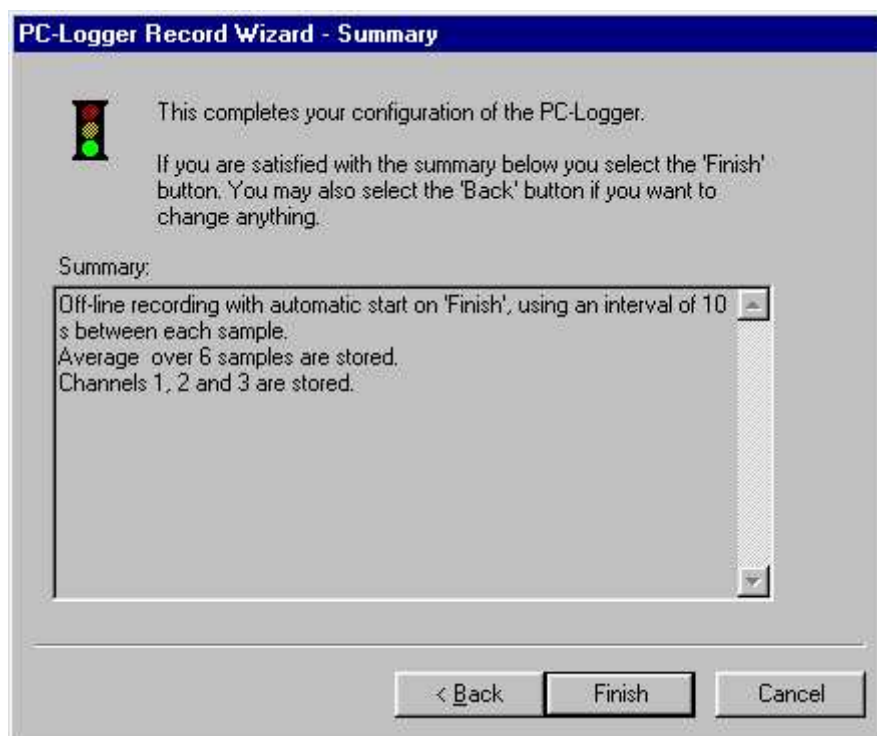 PC-Logger Record Wizard - Summary
This completes your configuration of the PC-Logger.
If you are satisfied with the summary below you select the 'Finish'
button. You may also select the 'Back' button if you want to
change anything.
Summary:
Off-line recording with automatic start on 'Finish', using an interval of 10
s between each sample.
Average  over 6 samples are stored.
Channels 1, 2 and 3 are stored.
< Back
Finish
Cancel